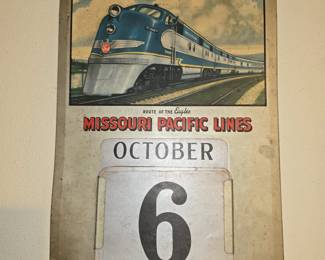 ROUTE OF THE Eagles
MISSOURI PACIFIC LINES
OCTOBER
6